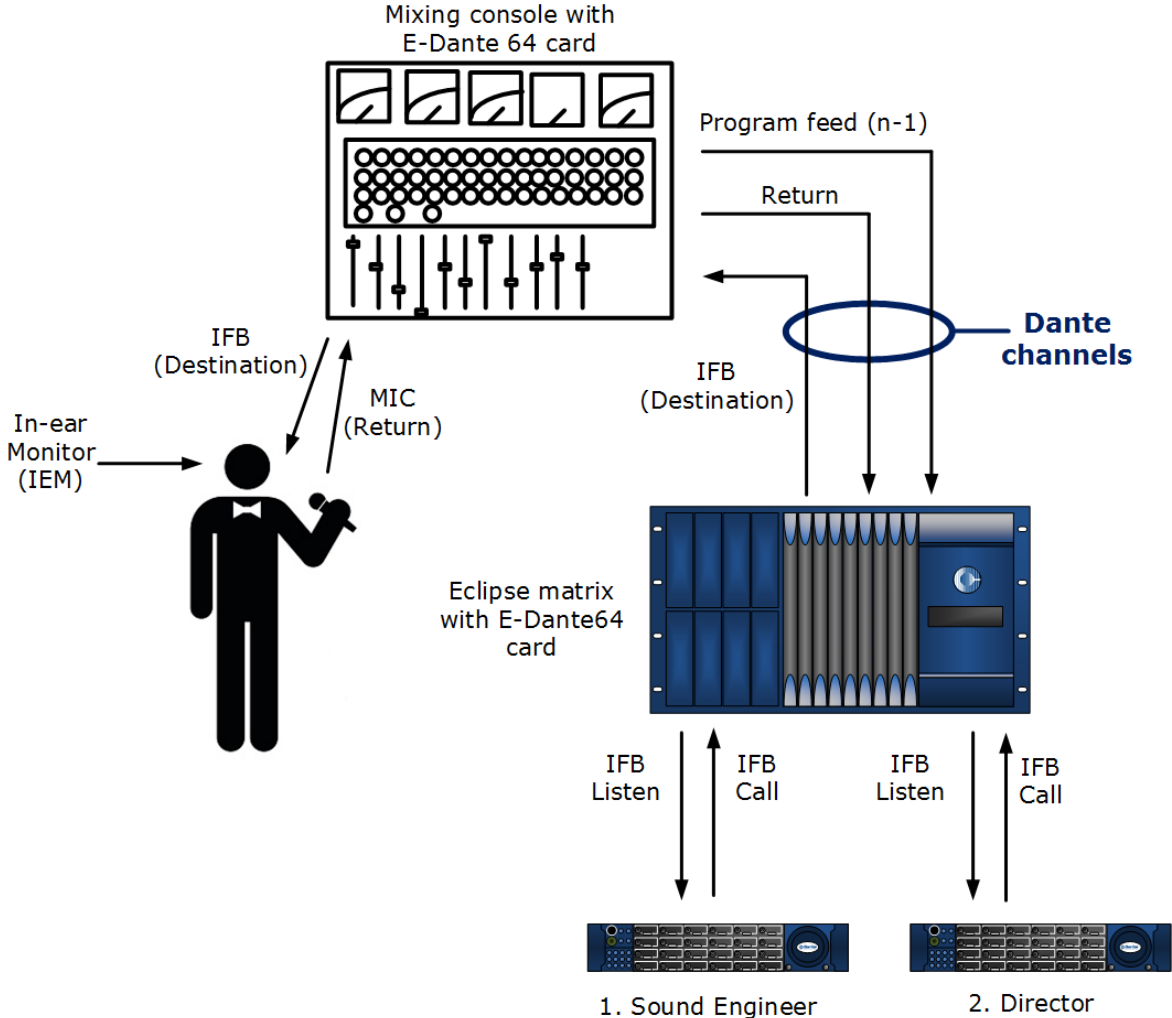 Mixing console with
E-Dante 64 card
Program feed (n-1)
Return
Dante
channels
IFB
(Destination)
MIC
(Return)
IFB
(Destination)
In-ear
Monitor
(IEM)
Eclipse matrix
with E-Dante64
card
IFB
Listen
IFB
Call
IFB
Listen
IFB
Call
1. Sound Engineer
2. Director